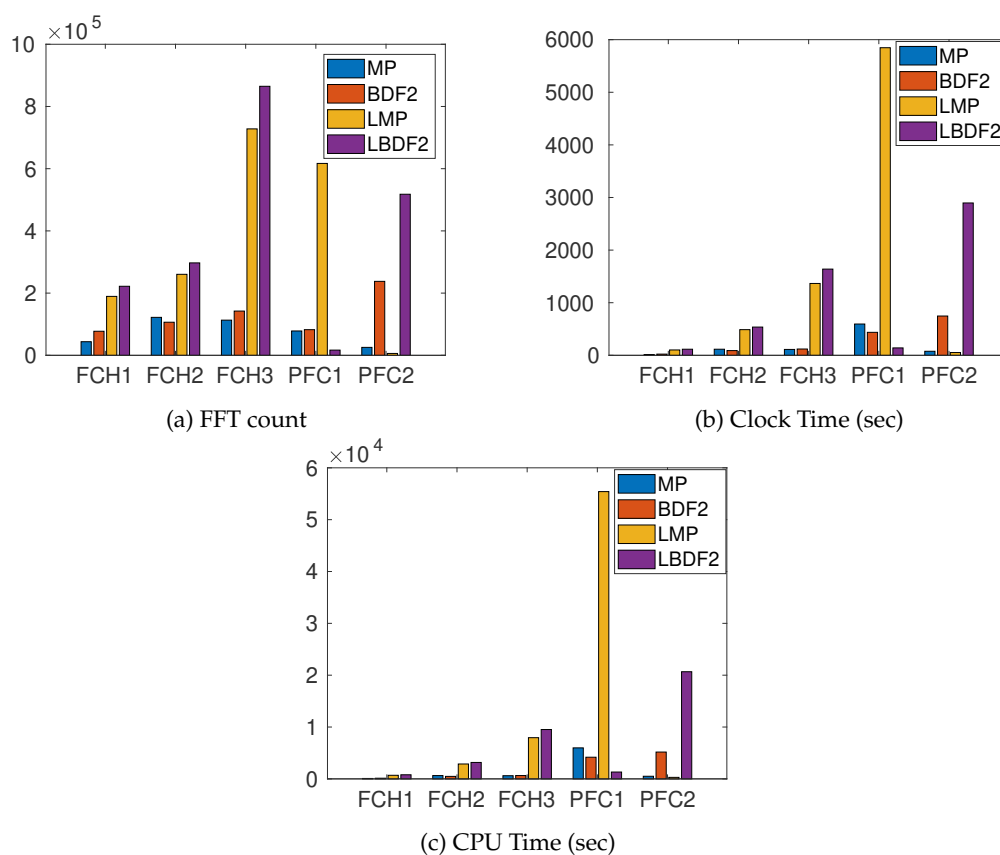 ×10^5
10
8
6
4
2
0
MP
BDF2
LMP
LBDF2
FCH1 FCH2 FCH3 PFC1 PFC2
(a) FFT count
6000
5000
4000
3000
2000
1000
0
MP
BDF2
LMP
LBDF2
FCH1 FCH2 FCH3 PFC1 PFC2
(b) Clock Time (sec)
×10^4
6
5
4
3
2
1
0
MP
BDF2
LMP
LBDF2
FCH1 FCH2 FCH3 PFC1 PFC2
(c) CPU Time (sec)